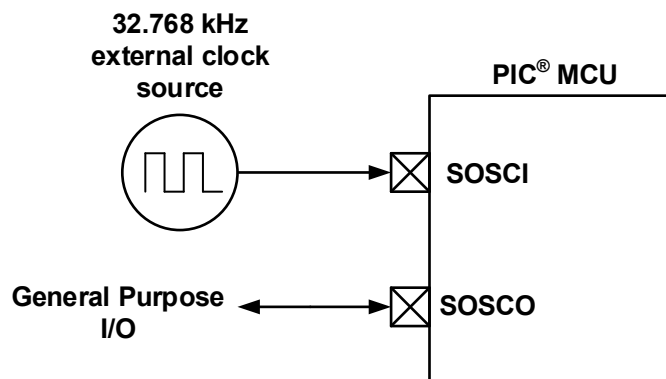 32.768 kHz
external clock
source
PIC® MCU
SOSCI
General Purpose
I/O
SOSCO